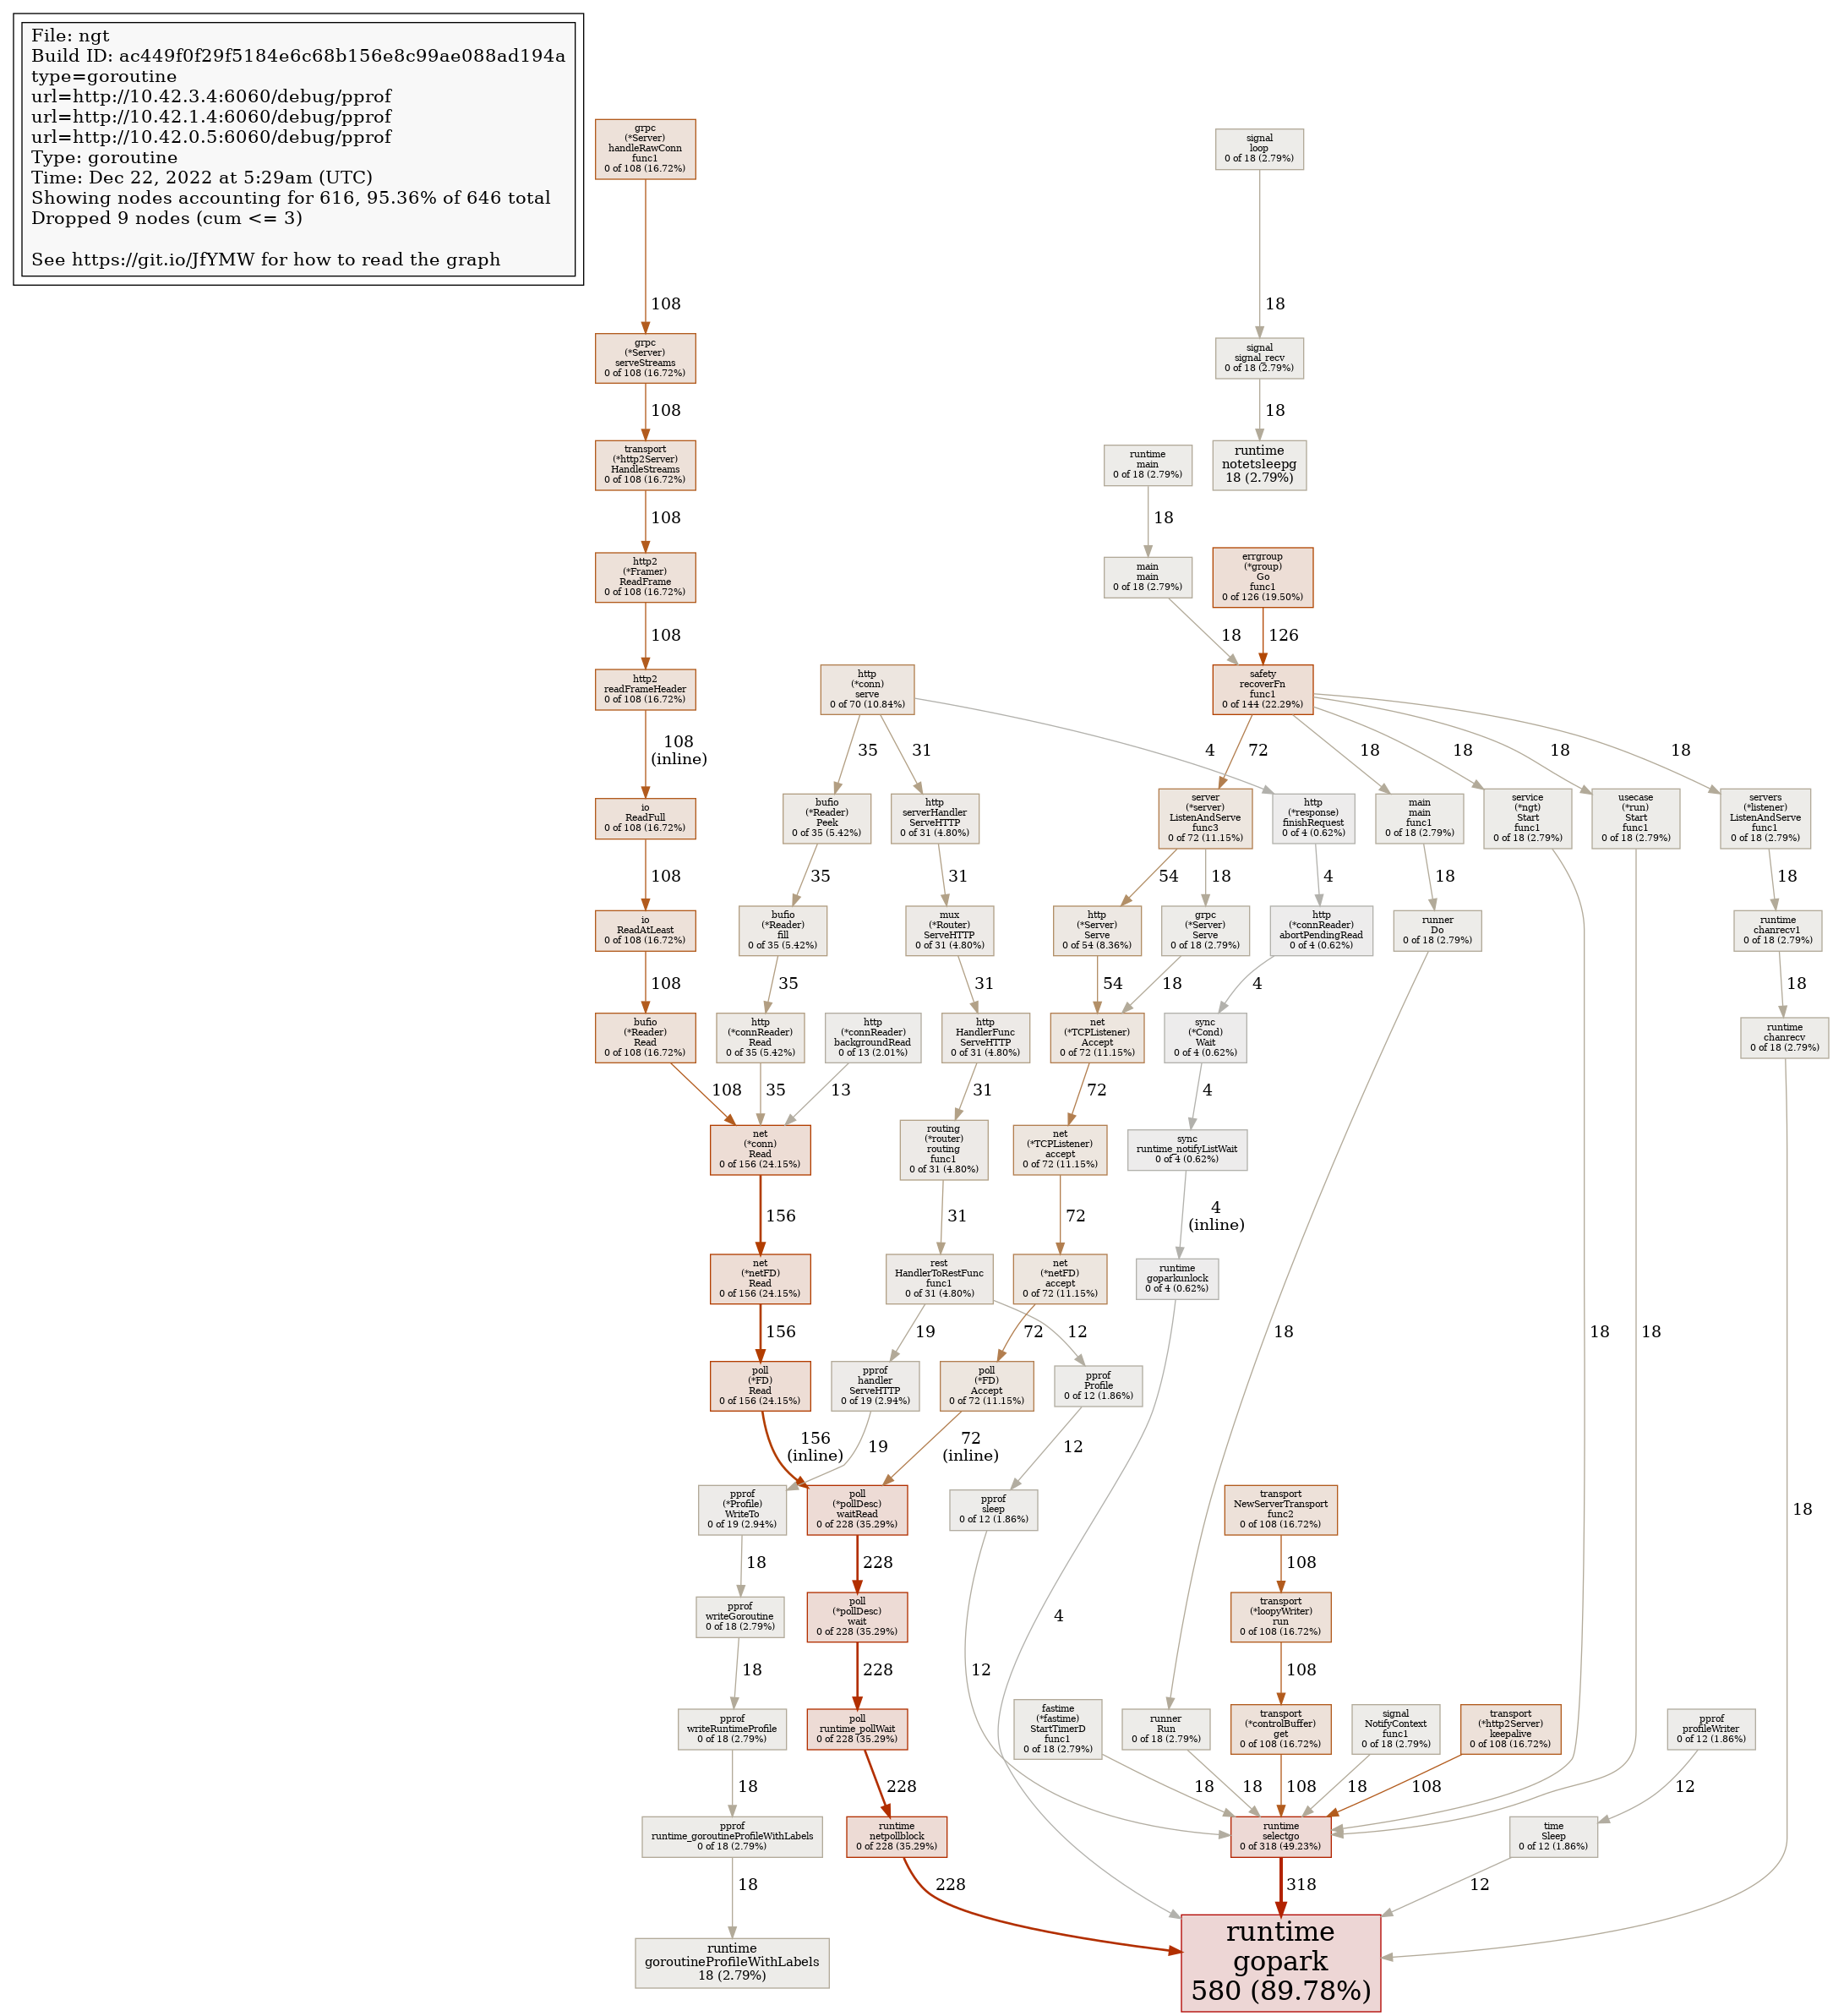 File: ngt
Build ID: ac449f0f29f5184e6c68b156e8c99ae088ad194a
type=goroutine
url=http://10.42.3.4:6060/debug/pprof
url=http://10.42.1.4:6060/debug/pprof
url=http://10.42.0.5:6060/debug/pprof
Type: goroutine
Time: Dec 22, 2022 at 5:29am (UTC)
Showing nodes accounting for 616, 95.36% of 646 total
Dropped 9 nodes (cum <= 3)
See https://git.io/JfYMW for how to read the graph
grpc
(*Server)
handleRawConn
func1
0 of 108 (16.72%)
signal
loop
0 of 18 (2.79%)
108
18
grpc
(*Server)
serveStreams
0 of 108 (16.72%)
signal
signal_recv
0 of 18 (2.79%)
108
18
transport
(*http2Server)
HandleStreams
0 of 108 (16.72%)
runtime
main
0 of 18 (2.79%)
runtime
notetsleepg
18 (2.79%)
108
18
http2
(*Framer)
ReadFrame
0 of 108 (16.72%)
main
main
0 of 18 (2.79%)
errgroup
(*group)
Go
func1
0 of 126 (19.50%)
108
18
126
http2
readFrameHeader
0 of 108 (16.72%)
http
(*conn)
serve
0 of 70 (10.84%)
safety
recoverFn
func1
0 of 144 (22.29%)
108
(inline)
35
31
4
72
18
18
18
18
io
ReadFull
0 of 108 (16.72%)
bufio
(*Reader)
Peek
0 of 35 (5.42%)
http
serverHandler
ServeHTTP
0 of 31 (4.80%)
server
(*server)
ListenAndServe
func3
0 of 72 (11.15%)
http
(*response)
finishRequest
0 of 4 (0.62%)
main
main
func1
0 of 18 (2.79%)
service
(*ngt)
Start
func1
0 of 18 (2.79%)
usecase
(*run)
Start
func1
0 of 18 (2.79%)
servers
(*listener)
ListenAndServe
func1
0 of 18 (2.79%)
108
35
31
54
18
4
18
18
io
ReadAtLeast
0 of 108 (16.72%)
bufio
(*Reader)
fill
0 of 35 (5.42%)
mux
(*Router)
ServeHTTP
0 of 31 (4.80%)
http
(*Server)
Serve
0 of 54 (8.36%)
grpc
(*Server)
Serve
0 of 18 (2.79%)
http
(*connReader)
abortPendingRead
0 of 4 (0.62%)
runner
Do
0 of 18 (2.79%)
runtime
chanrecv1
0 of 18 (2.79%)
108
35
31
54
18
4
18
bufio
(*Reader)
Read
0 of 108 (16.72%)
http
(*connReader)
Read
0 of 35 (5.42%)
http
(*connReader)
backgroundRead
0 of 13 (2.01%)
http
HandlerFunc
ServeHTTP
0 of 31 (4.80%)
net
(*TCPListener)
Accept
0 of 72 (11.15%)
sync
(*Cond)
Wait
0 of 4 (0.62%)
runtime
chanrecv
0 of 18 (2.79%)
108
35
13
31
72
4
net
(*conn)
Read
0 of 156 (24.15%)
routing
(*router)
routing
func1
0 of 31 (4.80%)
net
(*TCPListener)
accept
0 of 72 (11.15%)
sync
runtime_notifyListWait
0 of 4 (0.62%)
156
31
72
4
(inline)
net
(*netFD)
Read
0 of 156 (24.15%)
rest
HandlerToRestFunc
func1
0 of 31 (4.80%)
net
(*netFD)
accept
0 of 72 (11.15%)
runtime
goparkunlock
0 of 4 (0.62%)
156
19
72
12
18
18
18
poll
(*FD)
Read
0 of 156 (24.15%)
pprof
handler
ServeHTTP
0 of 19 (2.94%)
poll
(*FD)
Accept
0 of 72 (11.15%)
pprof
Profile
0 of 12 (1.86%)
156
(inline)
19
72
(inline)
12
pprof
(*Profile)
WriteTo
0 of 19 (2.94%)
poll
(*pollDesc)
waitRead
0 of 228 (35.29%)
pprof
sleep
0 of 12 (1.86%)
transport
NewServerTransport
func2
0 of 108 (16.72%)
18
18
228
108
pprof
writeGoroutine
0 of 18 (2.79%)
poll
(*pollDesc)
wait
0 of 228 (35.29%)
4
transport
(*loopyWriter)
run
0 of 108 (16.72%)
18
228
12
108
pprof
writeRuntimeProfile
0 of 18 (2.79%)
poll
runtime_pollWait
0 of 228 (35.29%)
fastime
(*fastime)
StartTimerD
func1
0 of 18 (2.79%)
runner
Run
0 of 18 (2.79%)
transport
(*controlBuffer)
get
0 of 108 (16.72%)
signal
NotifyContext
func1
0 of 18 (2.79%)
transport
(*http2Server)
keepalive
0 of 108 (16.72%)
pprof
profileWriter
0 of 12 (1.86%)
18
228
18
18
108
18
108
12
pprof
runtime_goroutineProfileWithLabels
0 of 18 (2.79%)
runtime
netpollblock
0 of 228 (35.29%)
runtime
selectgo
0 of 318 (49.23%)
time
Sleep
0 of 12 (1.86%)
18
228
318
12
runtime
goroutineProfileWithLabels
18 (2.79%)
runtime
gopark
580 (89.78%)